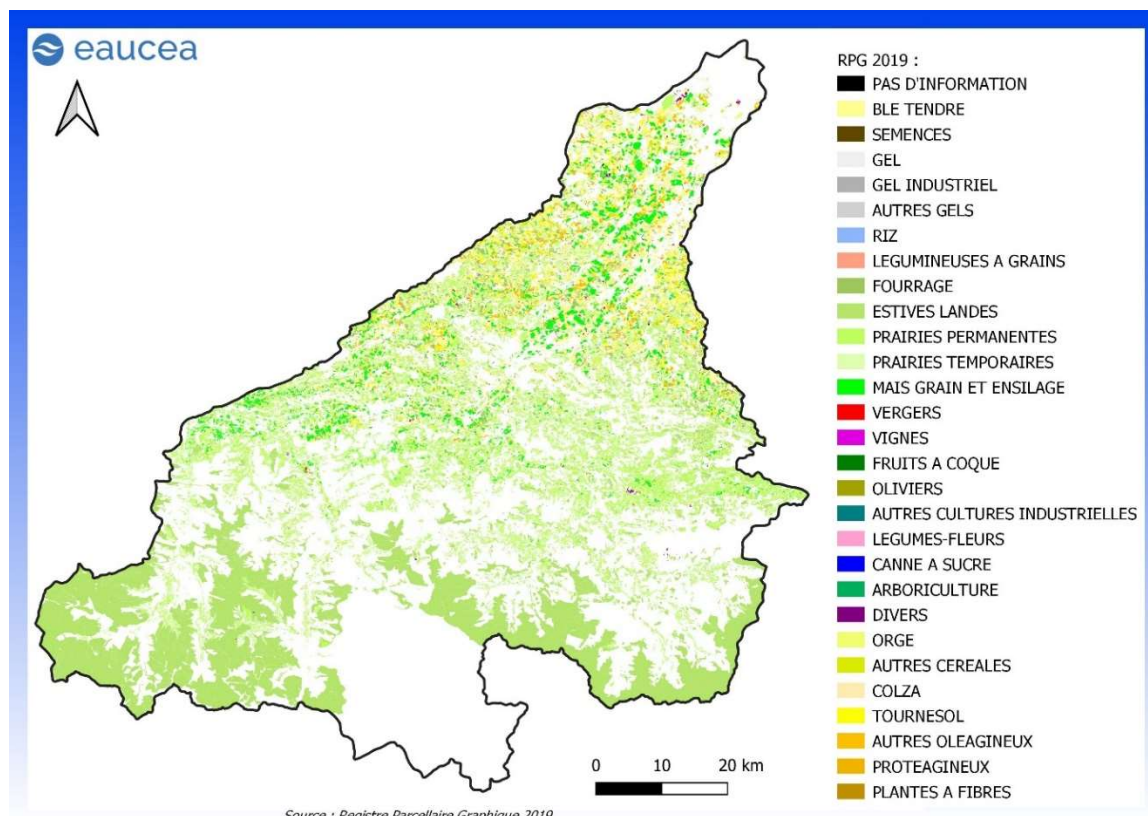 eaucea
RPG 2019 :
PAS D'INFORMATION
BLE TENDRE
SEMENCES
GEL
GEL INDUSTRIEL
AUTRES GELS
RIZ
LEGUMINEUSES A GRAINS
FOURRAGE
ESTIVES LANDES
PRAIRIES PERMANENTES
PRAIRIES TEMPORAIRES
MAIS GRAIN ET ENSILAGE
VERGERS
VIGNES
FRUITS A COQUE
OLIVIERS
AUTRES CULTURES INDUSTRIELLES
LEGUMES-FLEURS
CANNE A SUCRE
ARBORICULTURE
DIVERS
ORGE
AUTRES CEREALES
COLZA
TOURNESOL
AUTRES OLEAGINEUX
PROTEAGINEUX
PLANTES A FIBRES
0 10 20 km
Source : Registre Parcellaire Graphique 2019